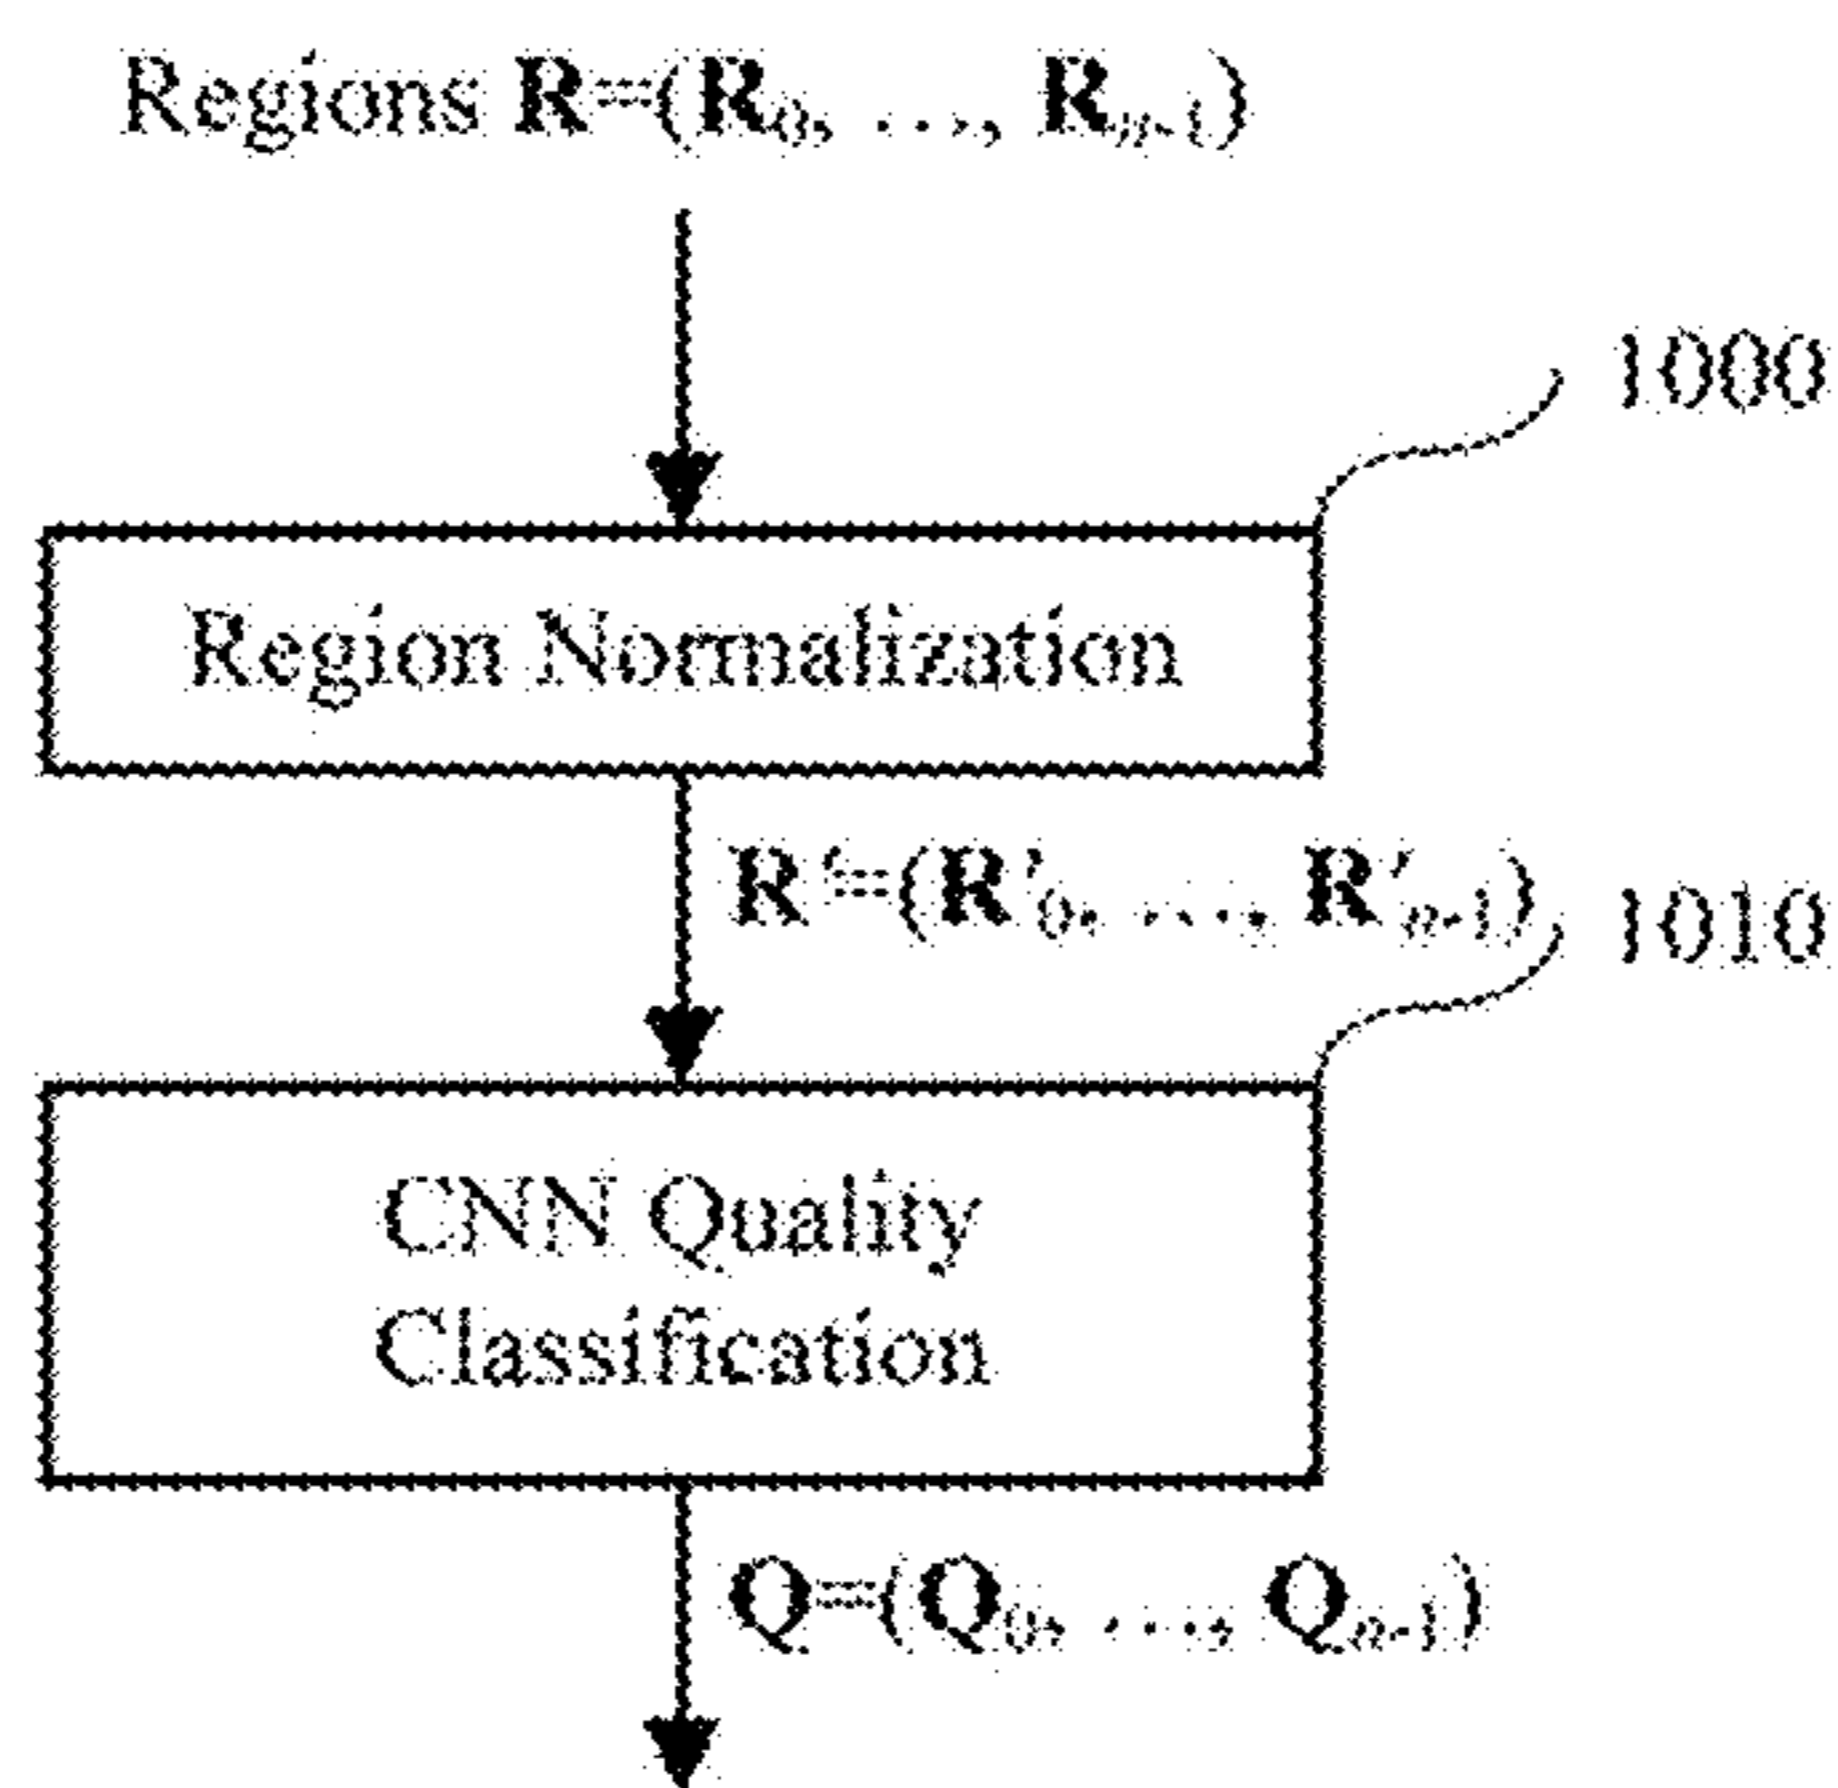 Regions R=(R₀, ..., Rₙ₋₁)
1000
Region Normalization
R'=(R'₀, ..., R'ₙ₋₁)
1010
CNN Quality
Classification
Q=(Q₀, ..., Qₙ₋₁)